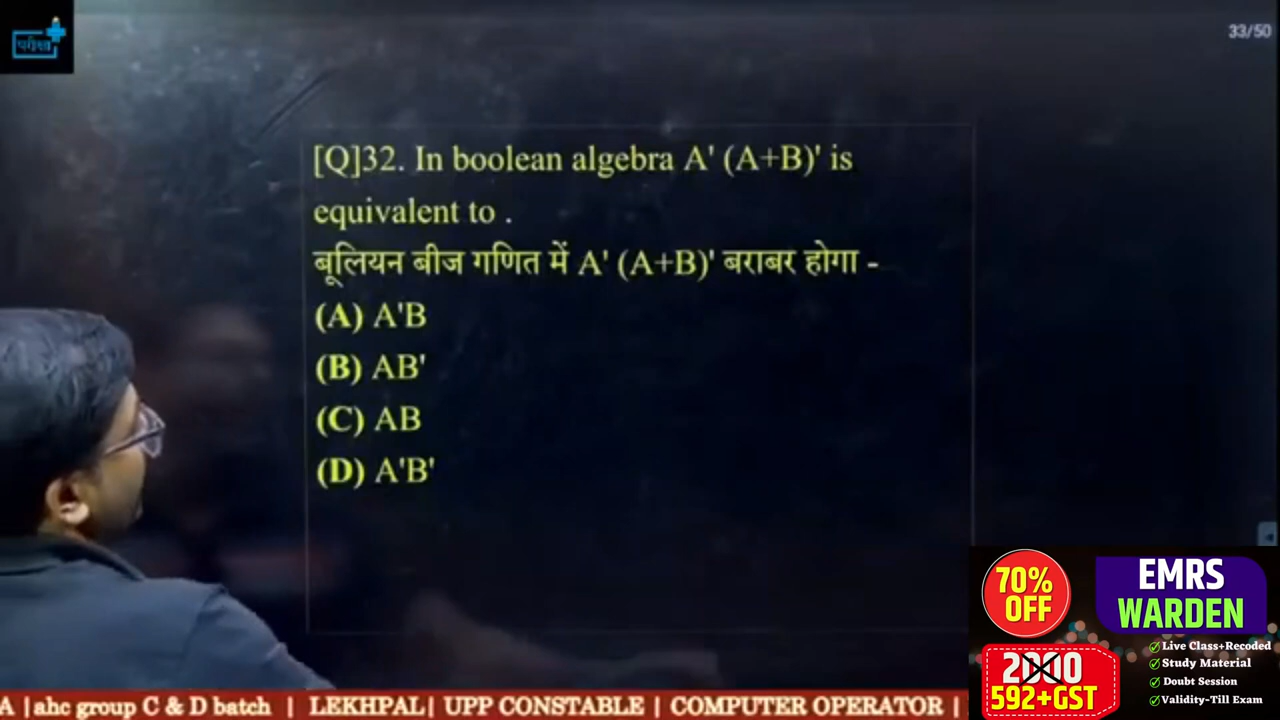 परीक्षा
33/50
[Q]32. In boolean algebra A' (A+B)' is
equivalent to .
बूलियन बीज गणित में A' (A+B)' बराबर होगा -
(A) A'B
(B) AB'
(C) AB
(D) A'B'
70%
OFF
EMRS
WARDEN
2000
592+GST
Live Class+Recoded
Study Material
Doubt Session
Validity-Till Exam
A |ahc group C & D batch | LEKHPAL| UPP CONSTABLE | COMPUTER OPERATOR |